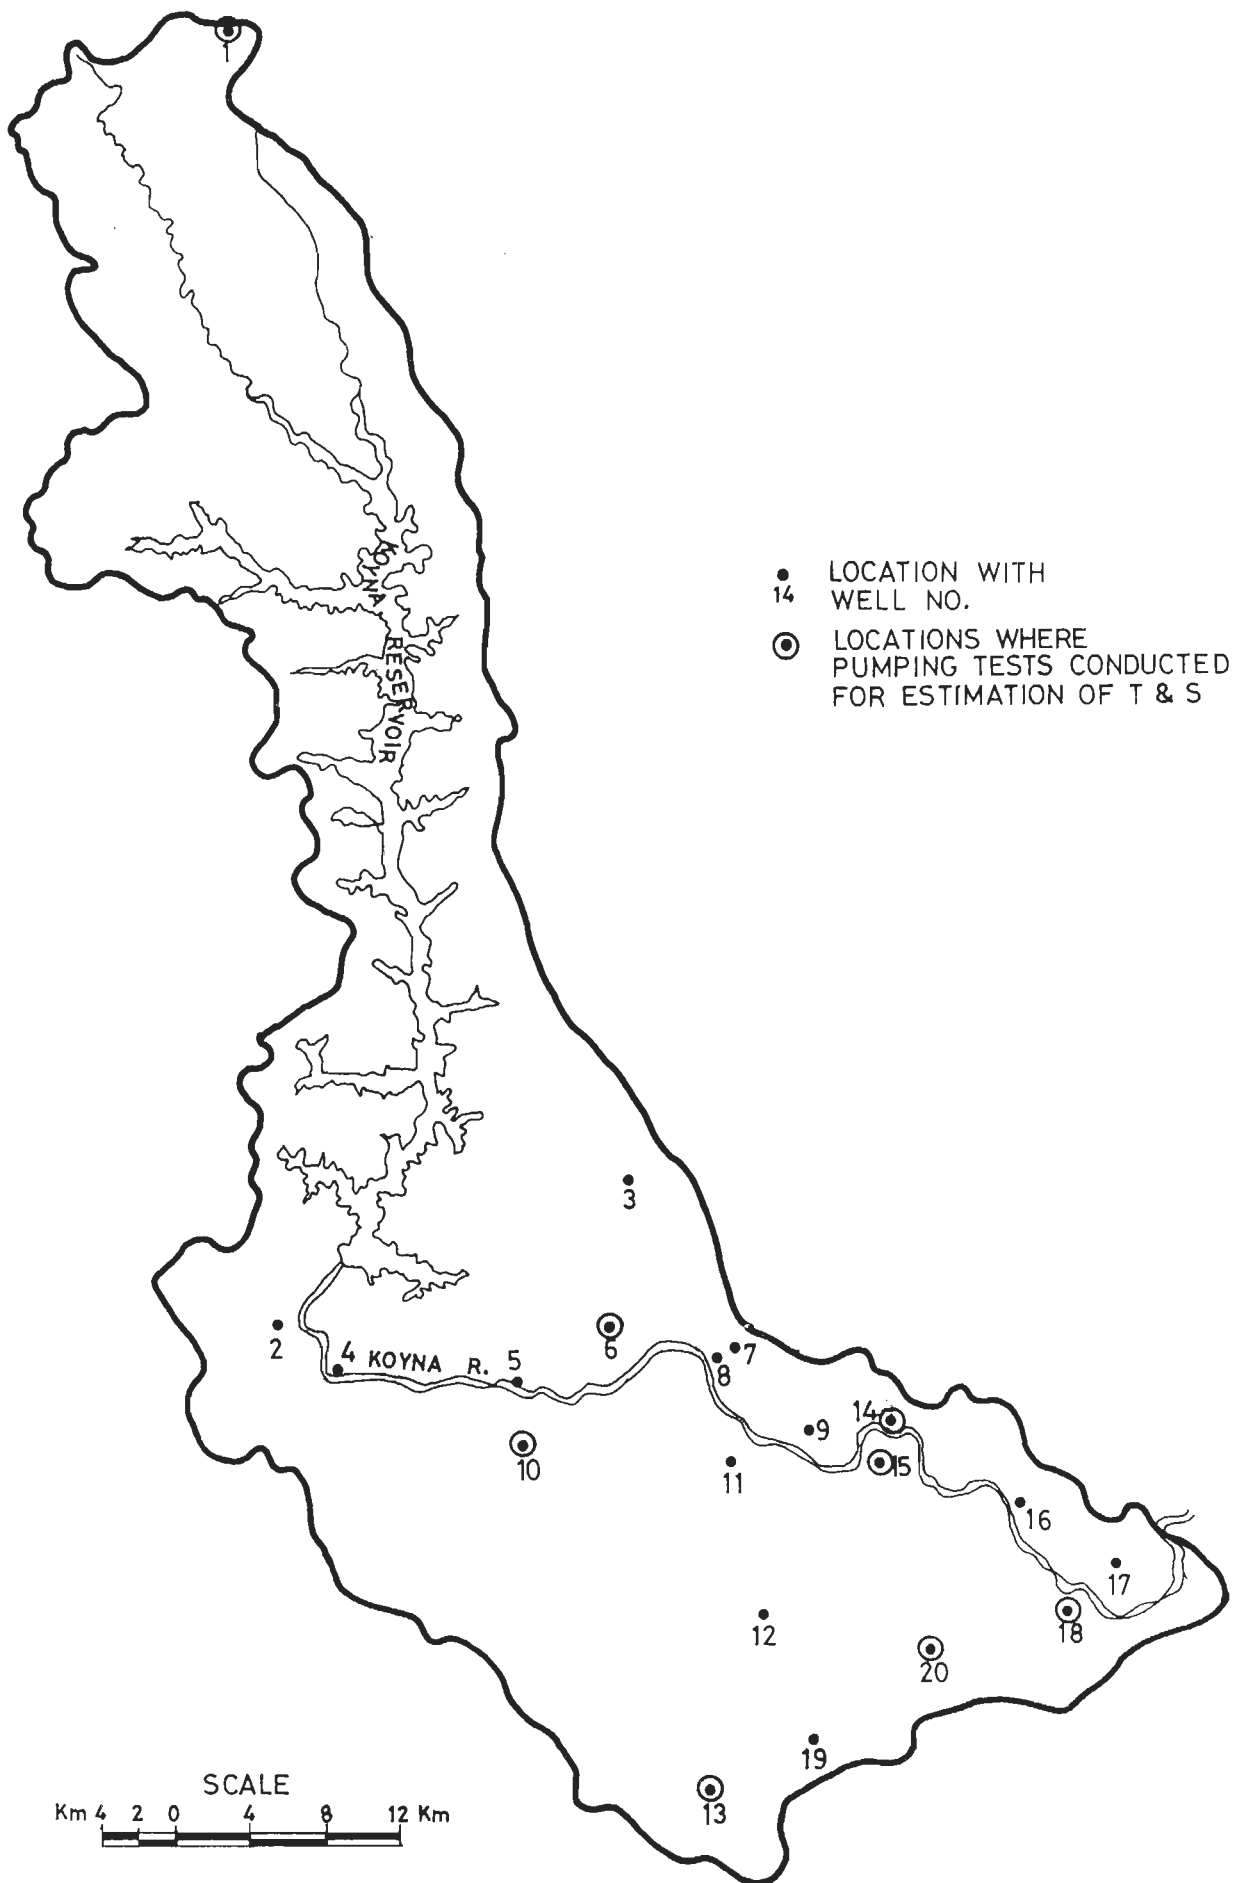 1
KOYNA
RESERVOIR
14
LOCATION WITH
WELL NO.
LOCATIONS WHERE
PUMPING TESTS CONDUCTED
FOR ESTIMATION OF T & S
3
2
4
KOYNA R.
5
6
7
8
9
10
11
14
15
16
17
18
12
20
19
13
SCALE
Km 4 2 0 4 8 12 Km